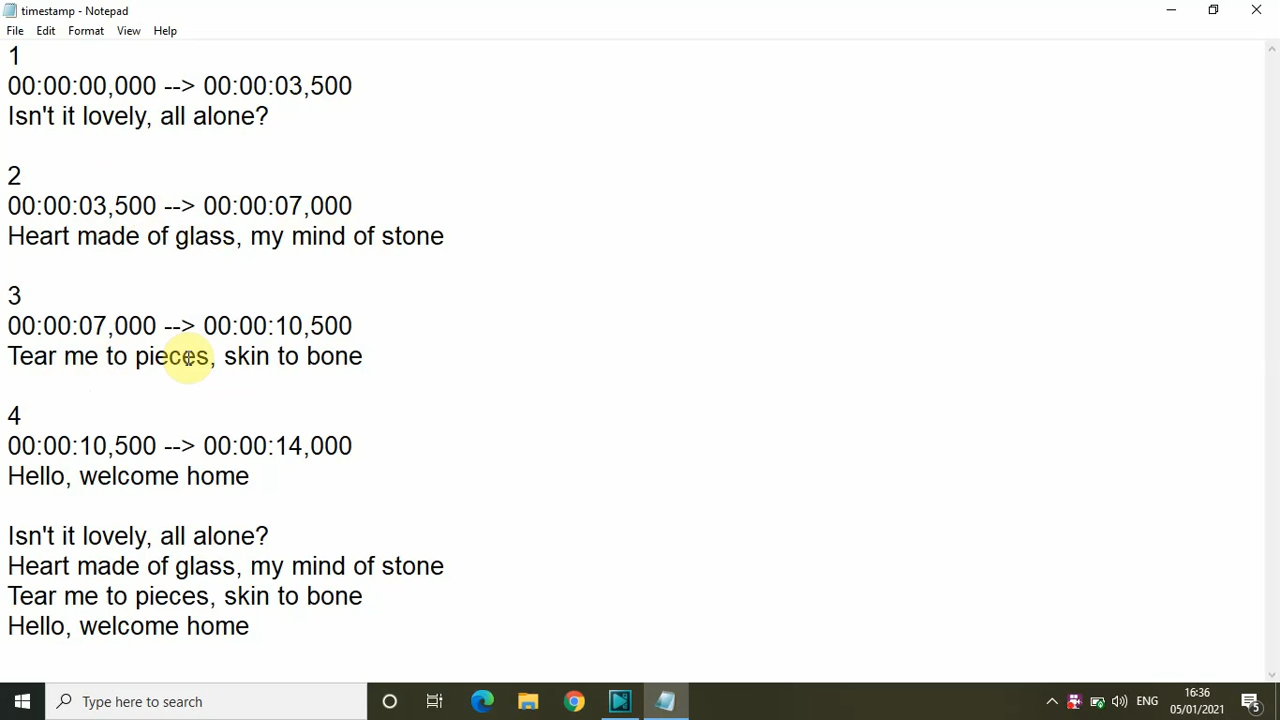 timestamp - Notepad
File Edit Format View Help
1
00:00:00,000 --> 00:00:03,500
Isn't it lovely, all alone?
2
00:00:03,500 --> 00:00:07,000
Heart made of glass, my mind of stone
3
00:00:07,000 --> 00:00:10,500
Tear me to pieces, skin to bone
4
00:00:10,500 --> 00:00:14,000
Hello, welcome home
Isn't it lovely, all alone?
Heart made of glass, my mind of stone
Tear me to pieces, skin to bone
Hello, welcome home
Type here to search
ENG
16:36
05/01/2021
5